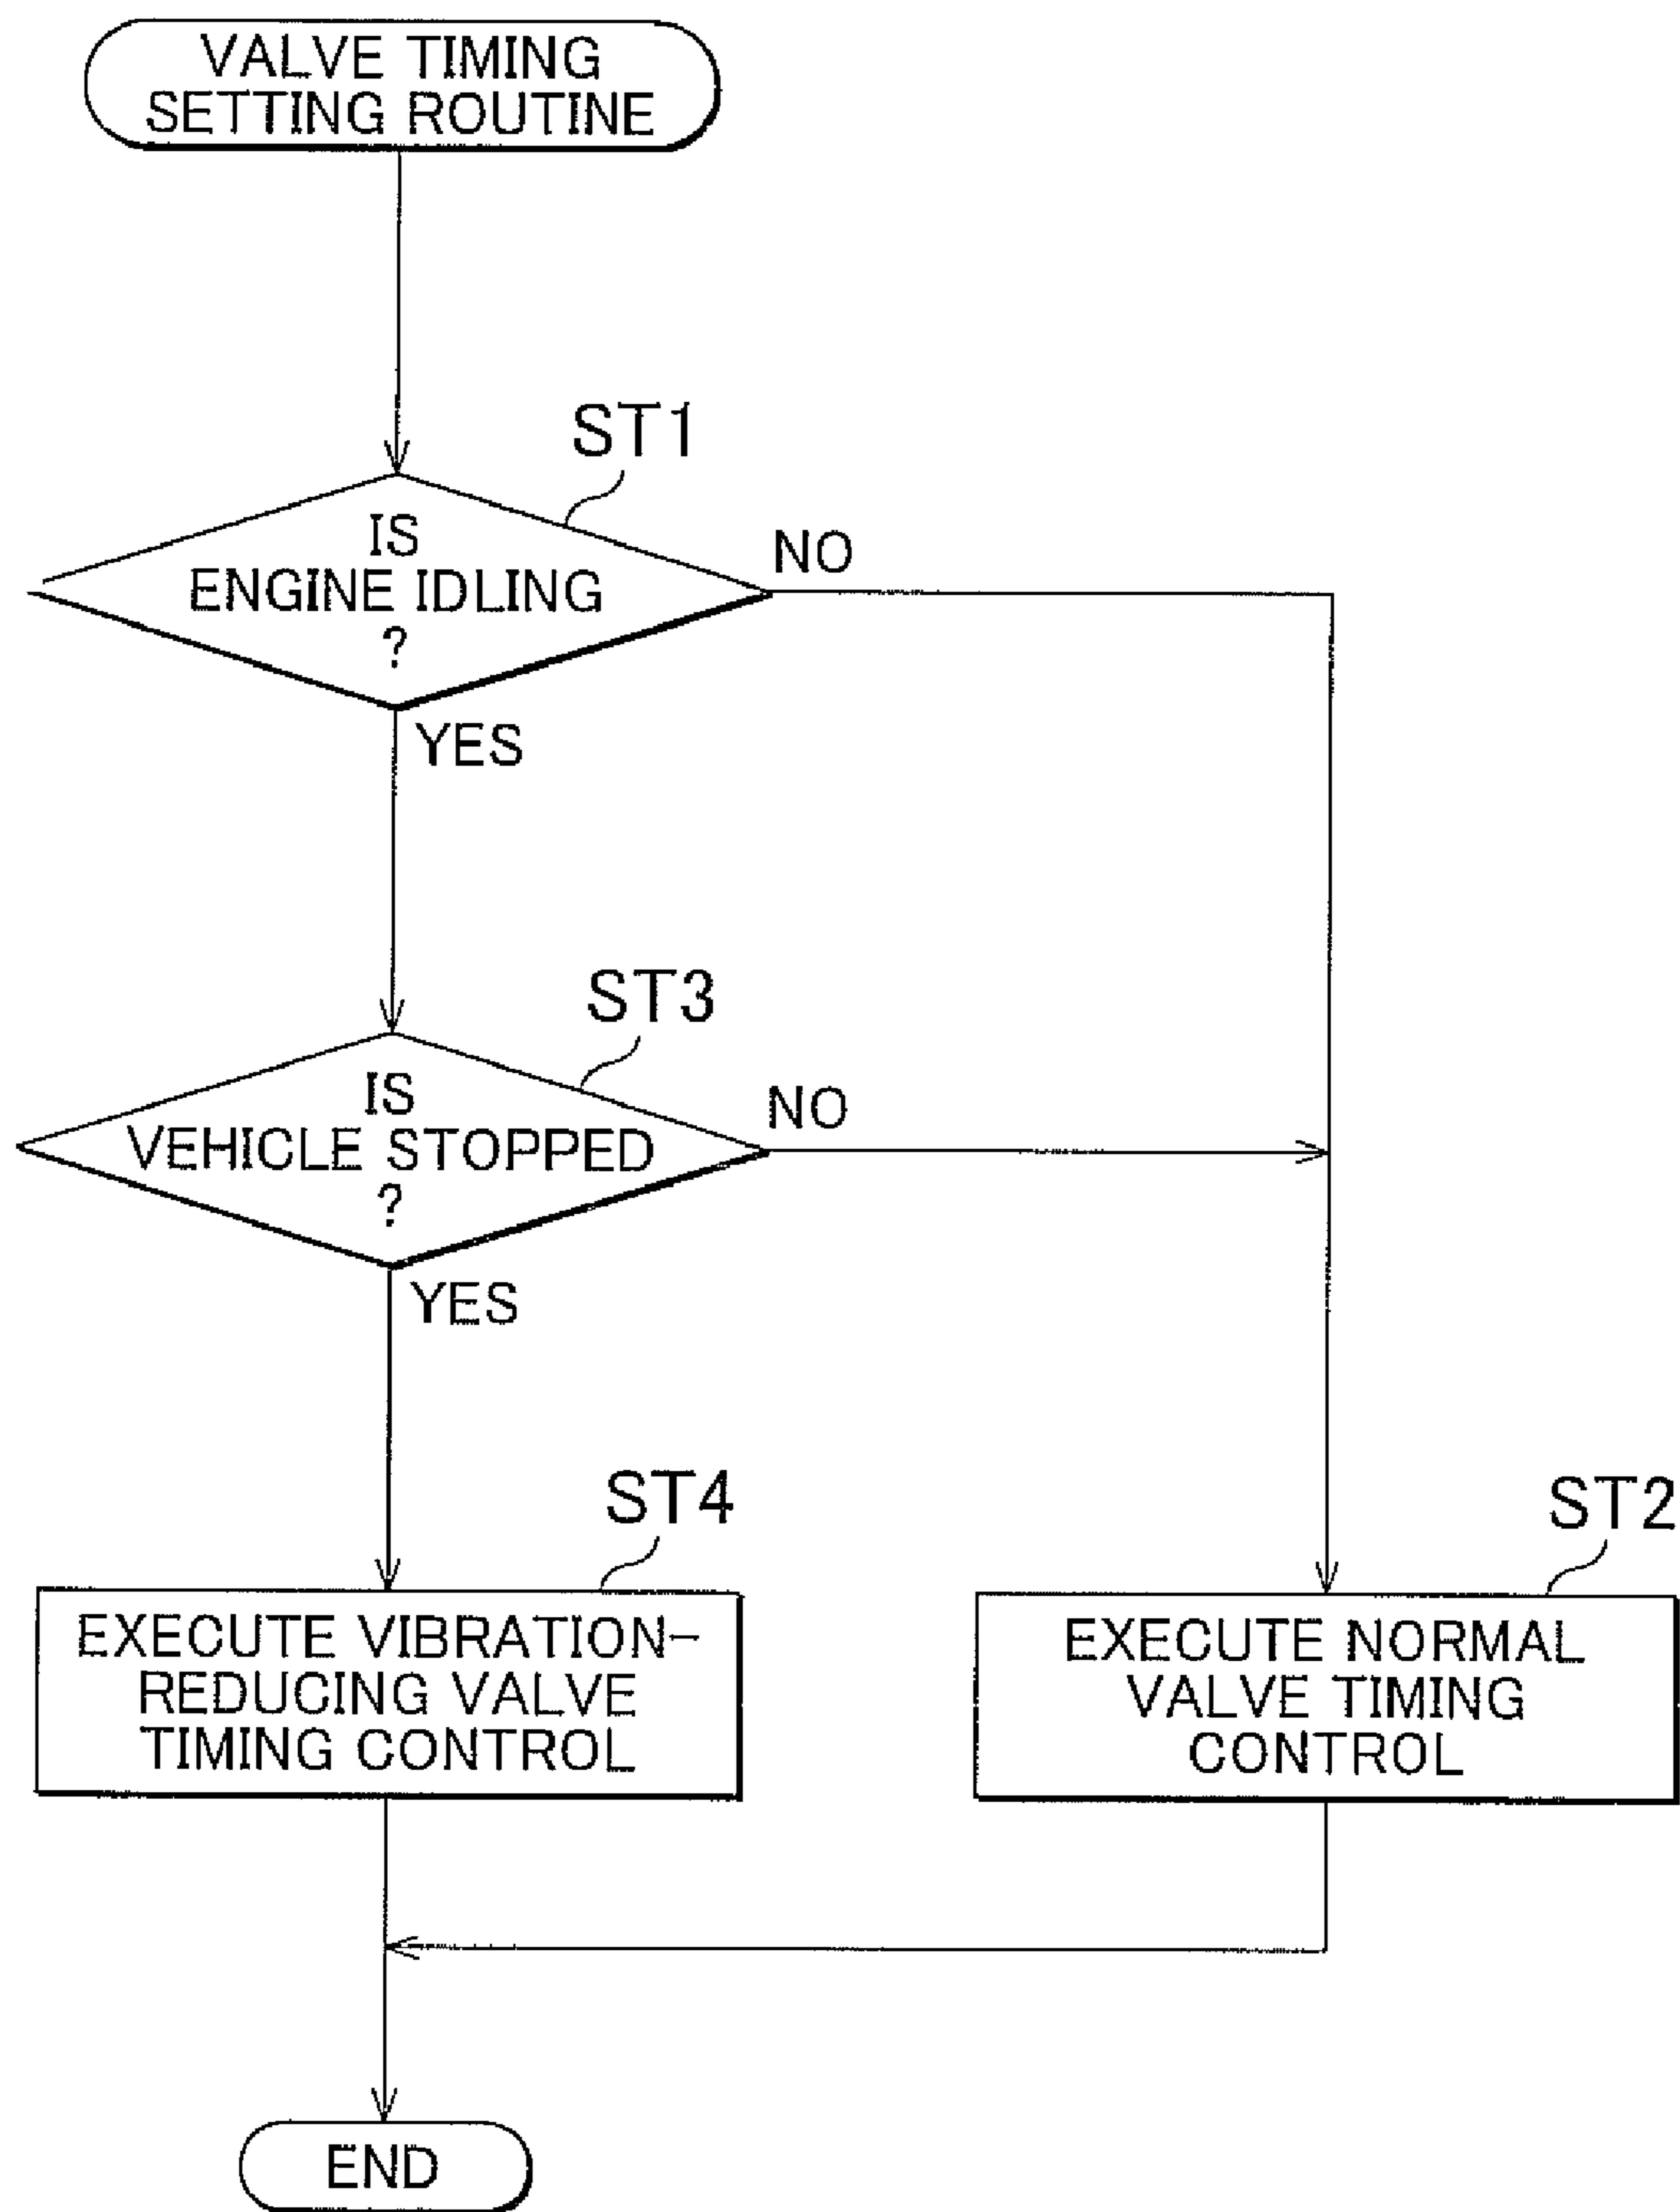 VALVE TIMING
SETTING ROUTINE
ST1
IS
ENGINE IDLING
?
NO
YES
ST3
IS
VEHICLE STOPPED
?
NO
YES
ST4
EXECUTE VIBRATION-
REDUCING VALVE
TIMING CONTROL
ST2
EXECUTE NORMAL
VALVE TIMING
CONTROL
END